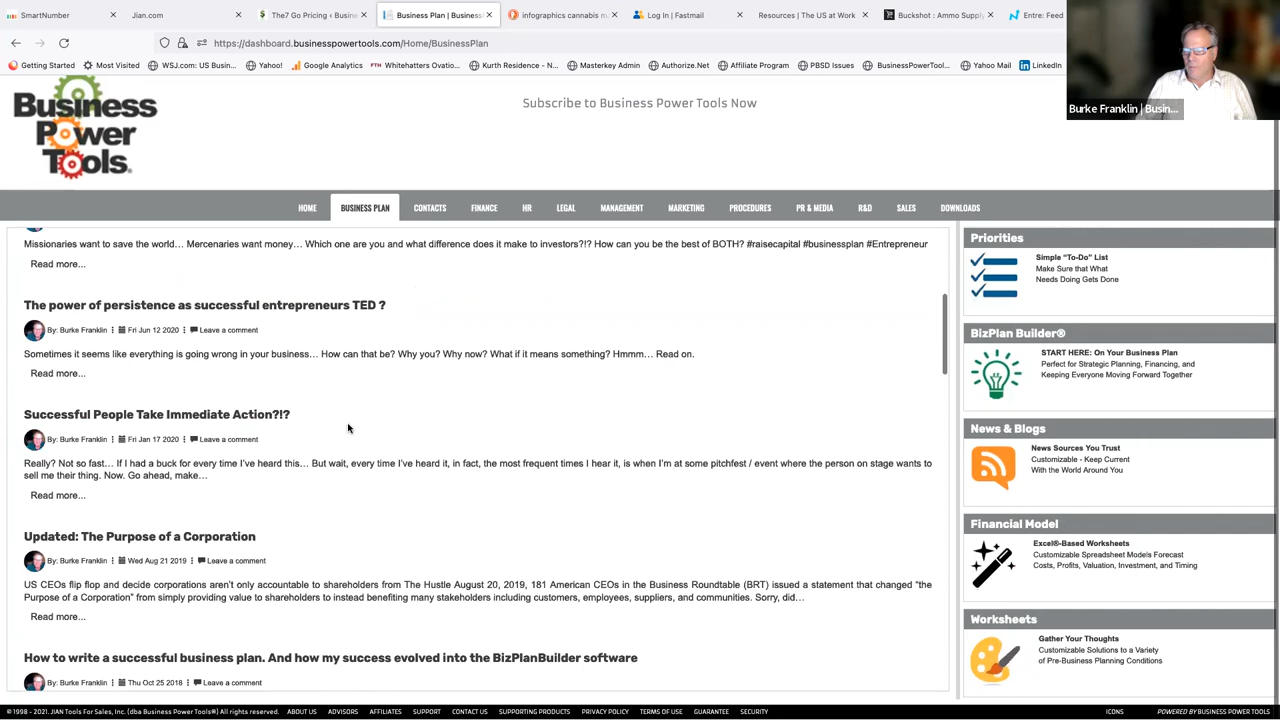 SmartNumber
Jian.com
The7 Go Pricing ‹ Busine
Business Plan | Business
infographics cannabis m
Log In | Fastmail
Resources | The US at Work
Buckshot : Ammo Supply
Entre: Feed
https://dashboard.businesspowertools.com/Home/BusinessPlan
Getting Started
Most Visited
WSJ.com: US Busin...
Yahoo!
Google Analytics
FTN Whitehatters Ovatio...
Kurth Residence - N...
Masterkey Admin
Authorize.Net
Affiliate Program
PBSD Issues
BusinessPowerTool...
Yahoo Mail
LinkedIn
Burke Franklin | Busin...
Business
Power
Tools
Subscribe to Business Power Tools Now
HOME BUSINESS PLAN CONTACTS FINANCE HR LEGAL MANAGEMENT MARKETING PROCEDURES PR & MEDIA R&D SALES DOWNLOADS
Missionaries want to save the world… Mercenaries want money… Which one are you and what difference does it make to investors?!? How can you be the best of BOTH? #raisecapital #businessplan #Entrepreneur
Read more...
The power of persistence as successful entrepreneurs TED ?
By: Burke Franklin Fri Jun 12 2020 Leave a comment
Sometimes it seems like everything is going wrong in your business… How can that be? Why you? Why now? What if it means something? Hmmm… Read on.
Read more...
Successful People Take Immediate Action?!?
By: Burke Franklin Fri Jan 17 2020 Leave a comment
Really? Not so fast… If I had a buck for every time I've heard this… But wait, every time I've heard it, in fact, the most frequent times I hear it, is when I'm at some pitchfest / event where the person on stage wants to
sell me their thing. Now. Go ahead, make…
Read more...
Updated: The Purpose of a Corporation
By: Burke Franklin Wed Aug 21 2019 Leave a comment
US CEOs flip flop and decide corporations aren't only accountable to shareholders from The Hustle August 20, 2019, 181 American CEOs in the Business Roundtable (BRT) issued a statement that changed “the
Purpose of a Corporation” from simply providing value to shareholders to instead benefiting many stakeholders including customers, employees, suppliers, and communities. Sorry, did…
Read more...
How to write a successful business plan. And how my success evolved into the BizPlanBuilder software
By: Burke Franklin Thu Oct 25 2018 Leave a comment
Priorities
Simple “To-Do” List
Make Sure that What
Needs Doing Gets Done
BizPlan Builder®
START HERE: On Your Business Plan
Perfect for Strategic Planning, Financing, and
Keeping Everyone Moving Forward Together
News & Blogs
News Sources You Trust
Customizable - Keep Current
With the World Around You
Financial Model
Excel®-Based Worksheets
Customizable Spreadsheet Models Forecast
Costs, Profits, Valuation, Investment, and Timing
Worksheets
Gather Your Thoughts
Customizable Solutions to a Variety
of Pre-Business Planning Conditions
© 1998 - 2021. JIAN Tools For Sales, Inc. (dba Business Power Tools®) All rights reserved. ABOUT US ADVISORS AFFILIATES SUPPORT CONTACT US SUPPORTING PRODUCTS PRIVACY POLICY TERMS OF USE GUARANTEE SECURITY ICONS POWERED BY BUSINESS POWER TOOLS